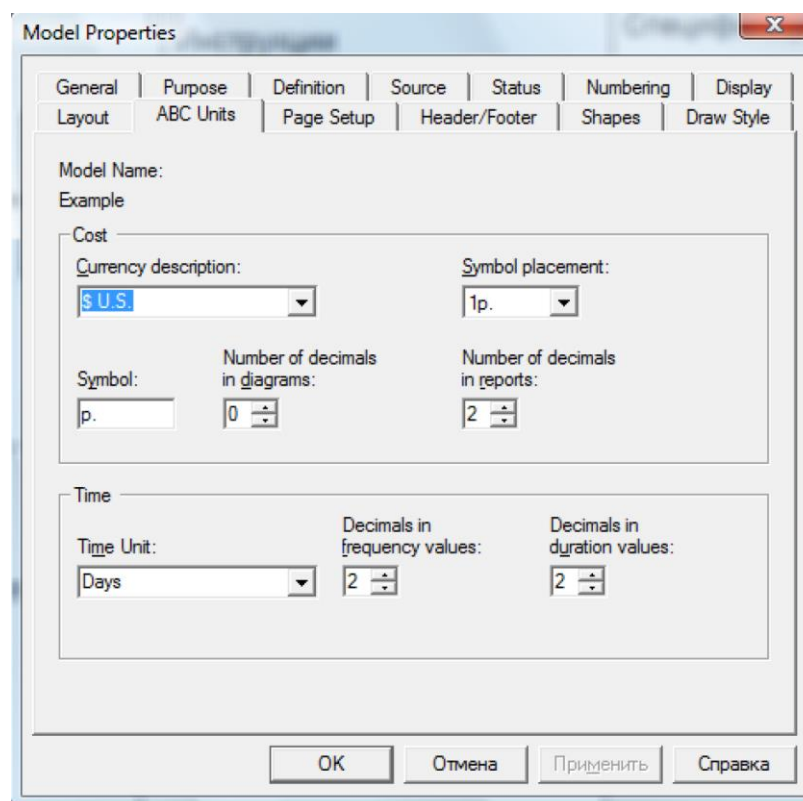 Model Properties
General Purpose Definition Source Status Numbering Display
Layout ABC Units Page Setup Header/Footer Shapes Draw Style
Model Name:
Example
Cost
Currency description: Symbol placement:
$ U.S. 1p.
Number of decimals Number of decimals
Symbol: in diagrams: in reports:
p. 0 2
Time
Decimals in Decimals in
Time Unit: frequency values: duration values:
Days 2 2
OK Отмена Применить Справка